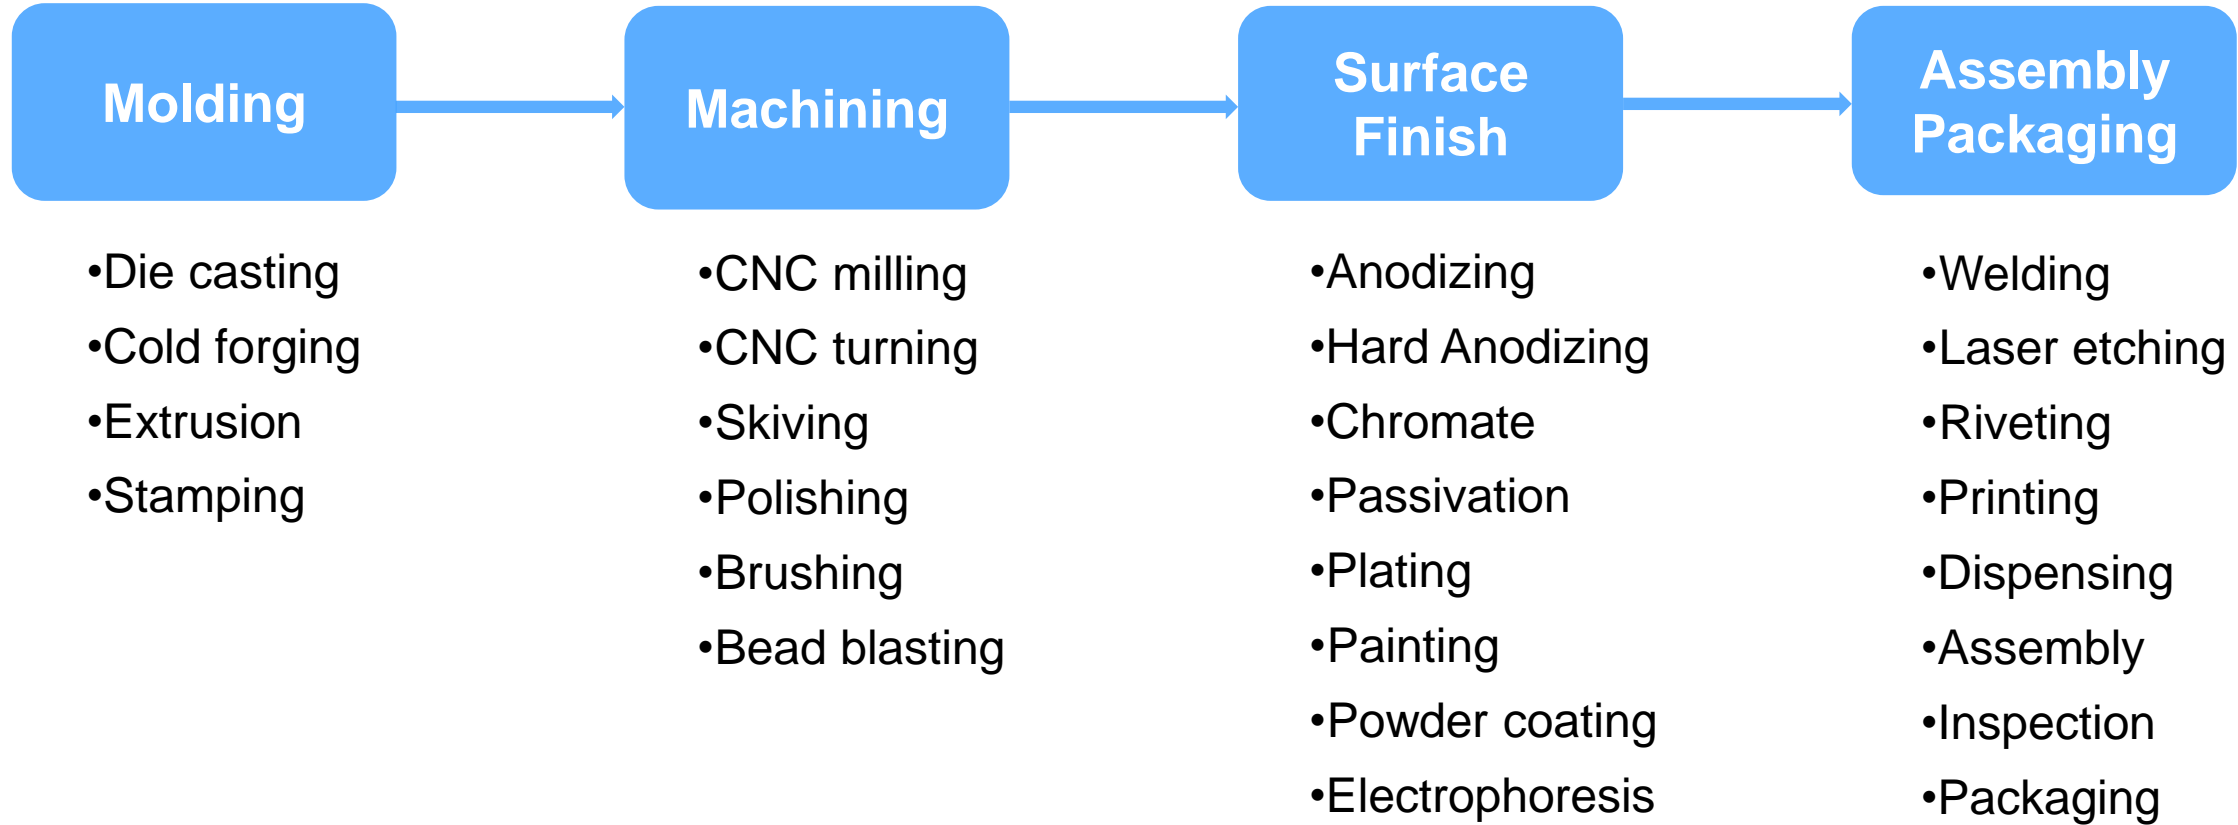 Molding
•Die casting
•Cold forging
•Extrusion
•Stamping
Machining
•CNC milling
•CNC turning
•Skiving
•Polishing
•Brushing
•Bead blasting
Surface
Finish
•Anodizing
•Hard Anodizing
•Chromate
•Passivation
•Plating
•Painting
•Powder coating
•Electrophoresis
Assembly
Packaging
•Welding
•Laser etching
•Riveting
•Printing
•Dispensing
•Assembly
•Inspection
•Packaging